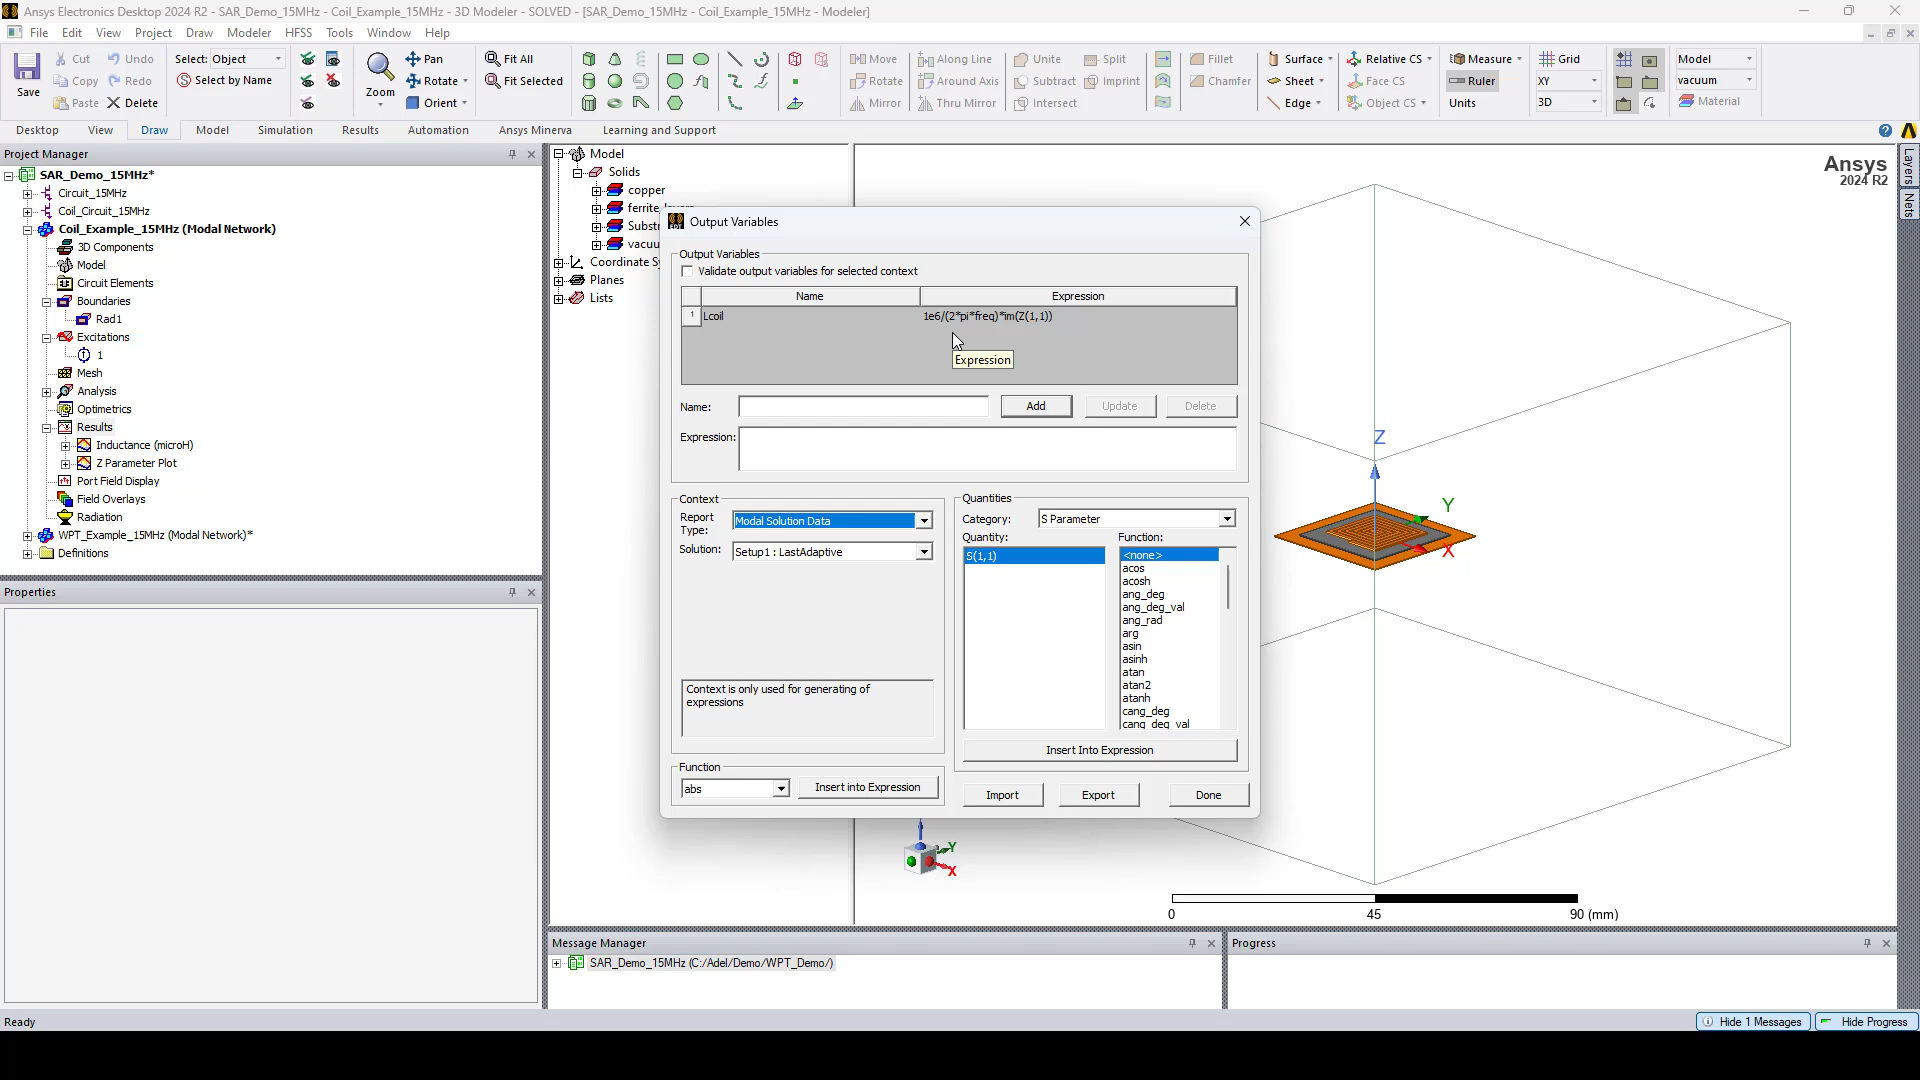 Ansys Electronics Desktop 2024 R2 - SAR_Demo_15MHz - Coil_Example_15MHz - 3D Modeler - SOLVED - [SAR_Demo_15MHz - Coil_Example_15MHz - Modeler]
File Edit View Project Draw Modeler HFSS Tools Window Help
Save
Cut Undo
Copy Redo
Paste Delete
Select: Object
Select by Name
Zoom
Pan
Rotate
Orient
Fit All
Fit Selected
Move Along Line
Rotate Around Axis
Mirror Thru Mirror
Unite Split
Subtract Imprint
Intersect
Fillet
Chamfer
Surface
Sheet
Edge
Relative CS
Face CS
Object CS
Measure
Ruler
Units
Grid
XY
3D
Model
vacuum
Material
Desktop View Draw Model Simulation Results Automation Ansys Minerva Learning and Support
Project Manager
SAR_Demo_15MHz*
Circuit_15MHz
Coil_Circuit_15MHz
Coil_Example_15MHz (Modal Network)
3D Components
Model
Circuit Elements
Boundaries
Rad1
Excitations
1
Mesh
Analysis
Optimetrics
Results
Inductance (microH)
Z Parameter Plot
Port Field Display
Field Overlays
Radiation
WPT_Example_15MHz (Modal Network)*
Definitions
Properties
Model
Solids
copper
Coordinate Sy
Planes
Lists
Output Variables
Output Variables
Validate output variables for selected context
Name Expression
1 Lcoil 1e6/(2*pi*freq)*im(Z(1,1))
Expression
Name: Add Update Delete
Expression:
Context
Report Type: Modal Solution Data
Solution: Setup1 : LastAdaptive
Context is only used for generating of
expressions
Function
abs Insert into Expression
Quantities
Category: S Parameter
Quantity: Function:
S(1,1) <none>
acos
acosh
ang_deg
ang_deg_val
ang_rad
arg
asin
asinh
atan
atan2
atanh
cang_deg
cang_deg_val
Insert Into Expression
Import Export Done
Ansys
2024 R2
Z
Y
X
Y
X
0 45 90 (mm)
Layers
Nets
Message Manager
SAR_Demo_15MHz (C:/Adel/Demo/WPT_Demo/)
Progress
Ready
Hide 1 Messages Hide Progress